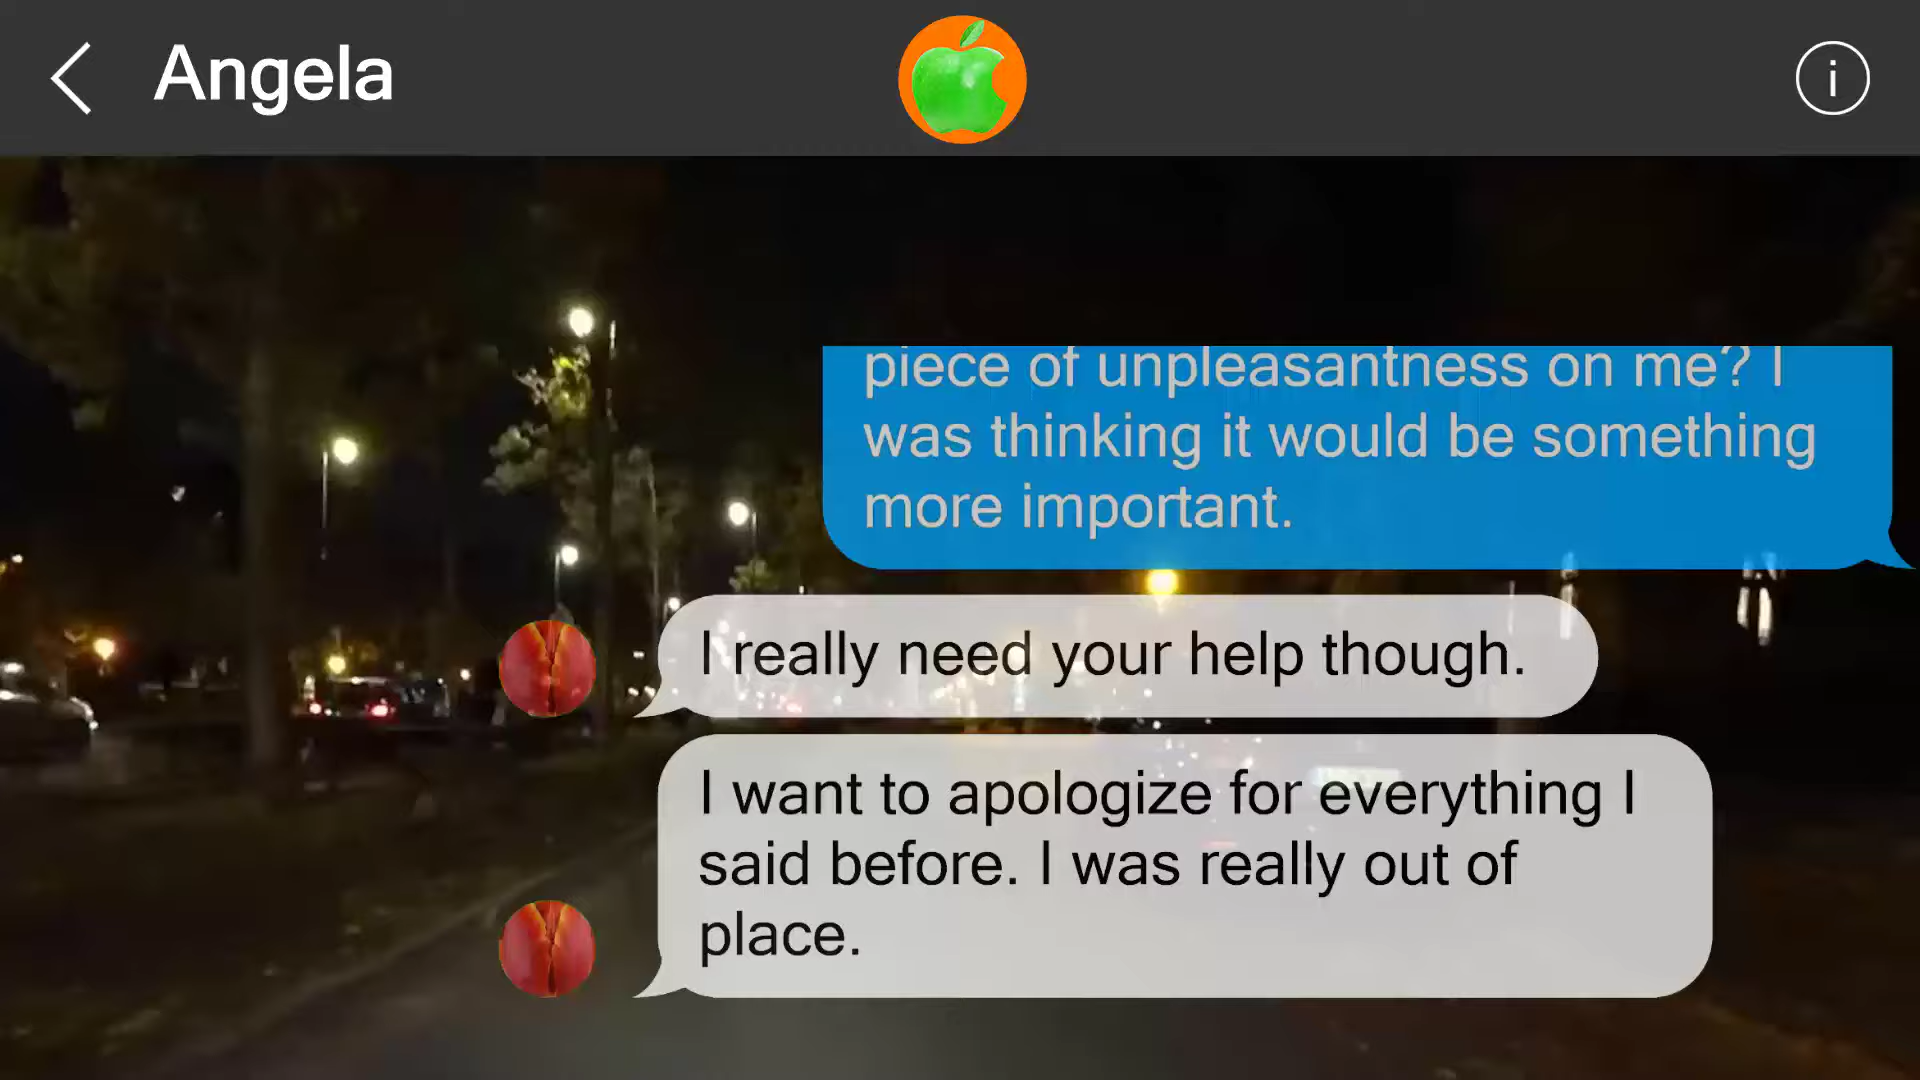 Angela
piece of unpleasantness on me? I
was thinking it would be something
more important.
I really need your help though.
I want to apologize for everything I
said before. I was really out of
place.